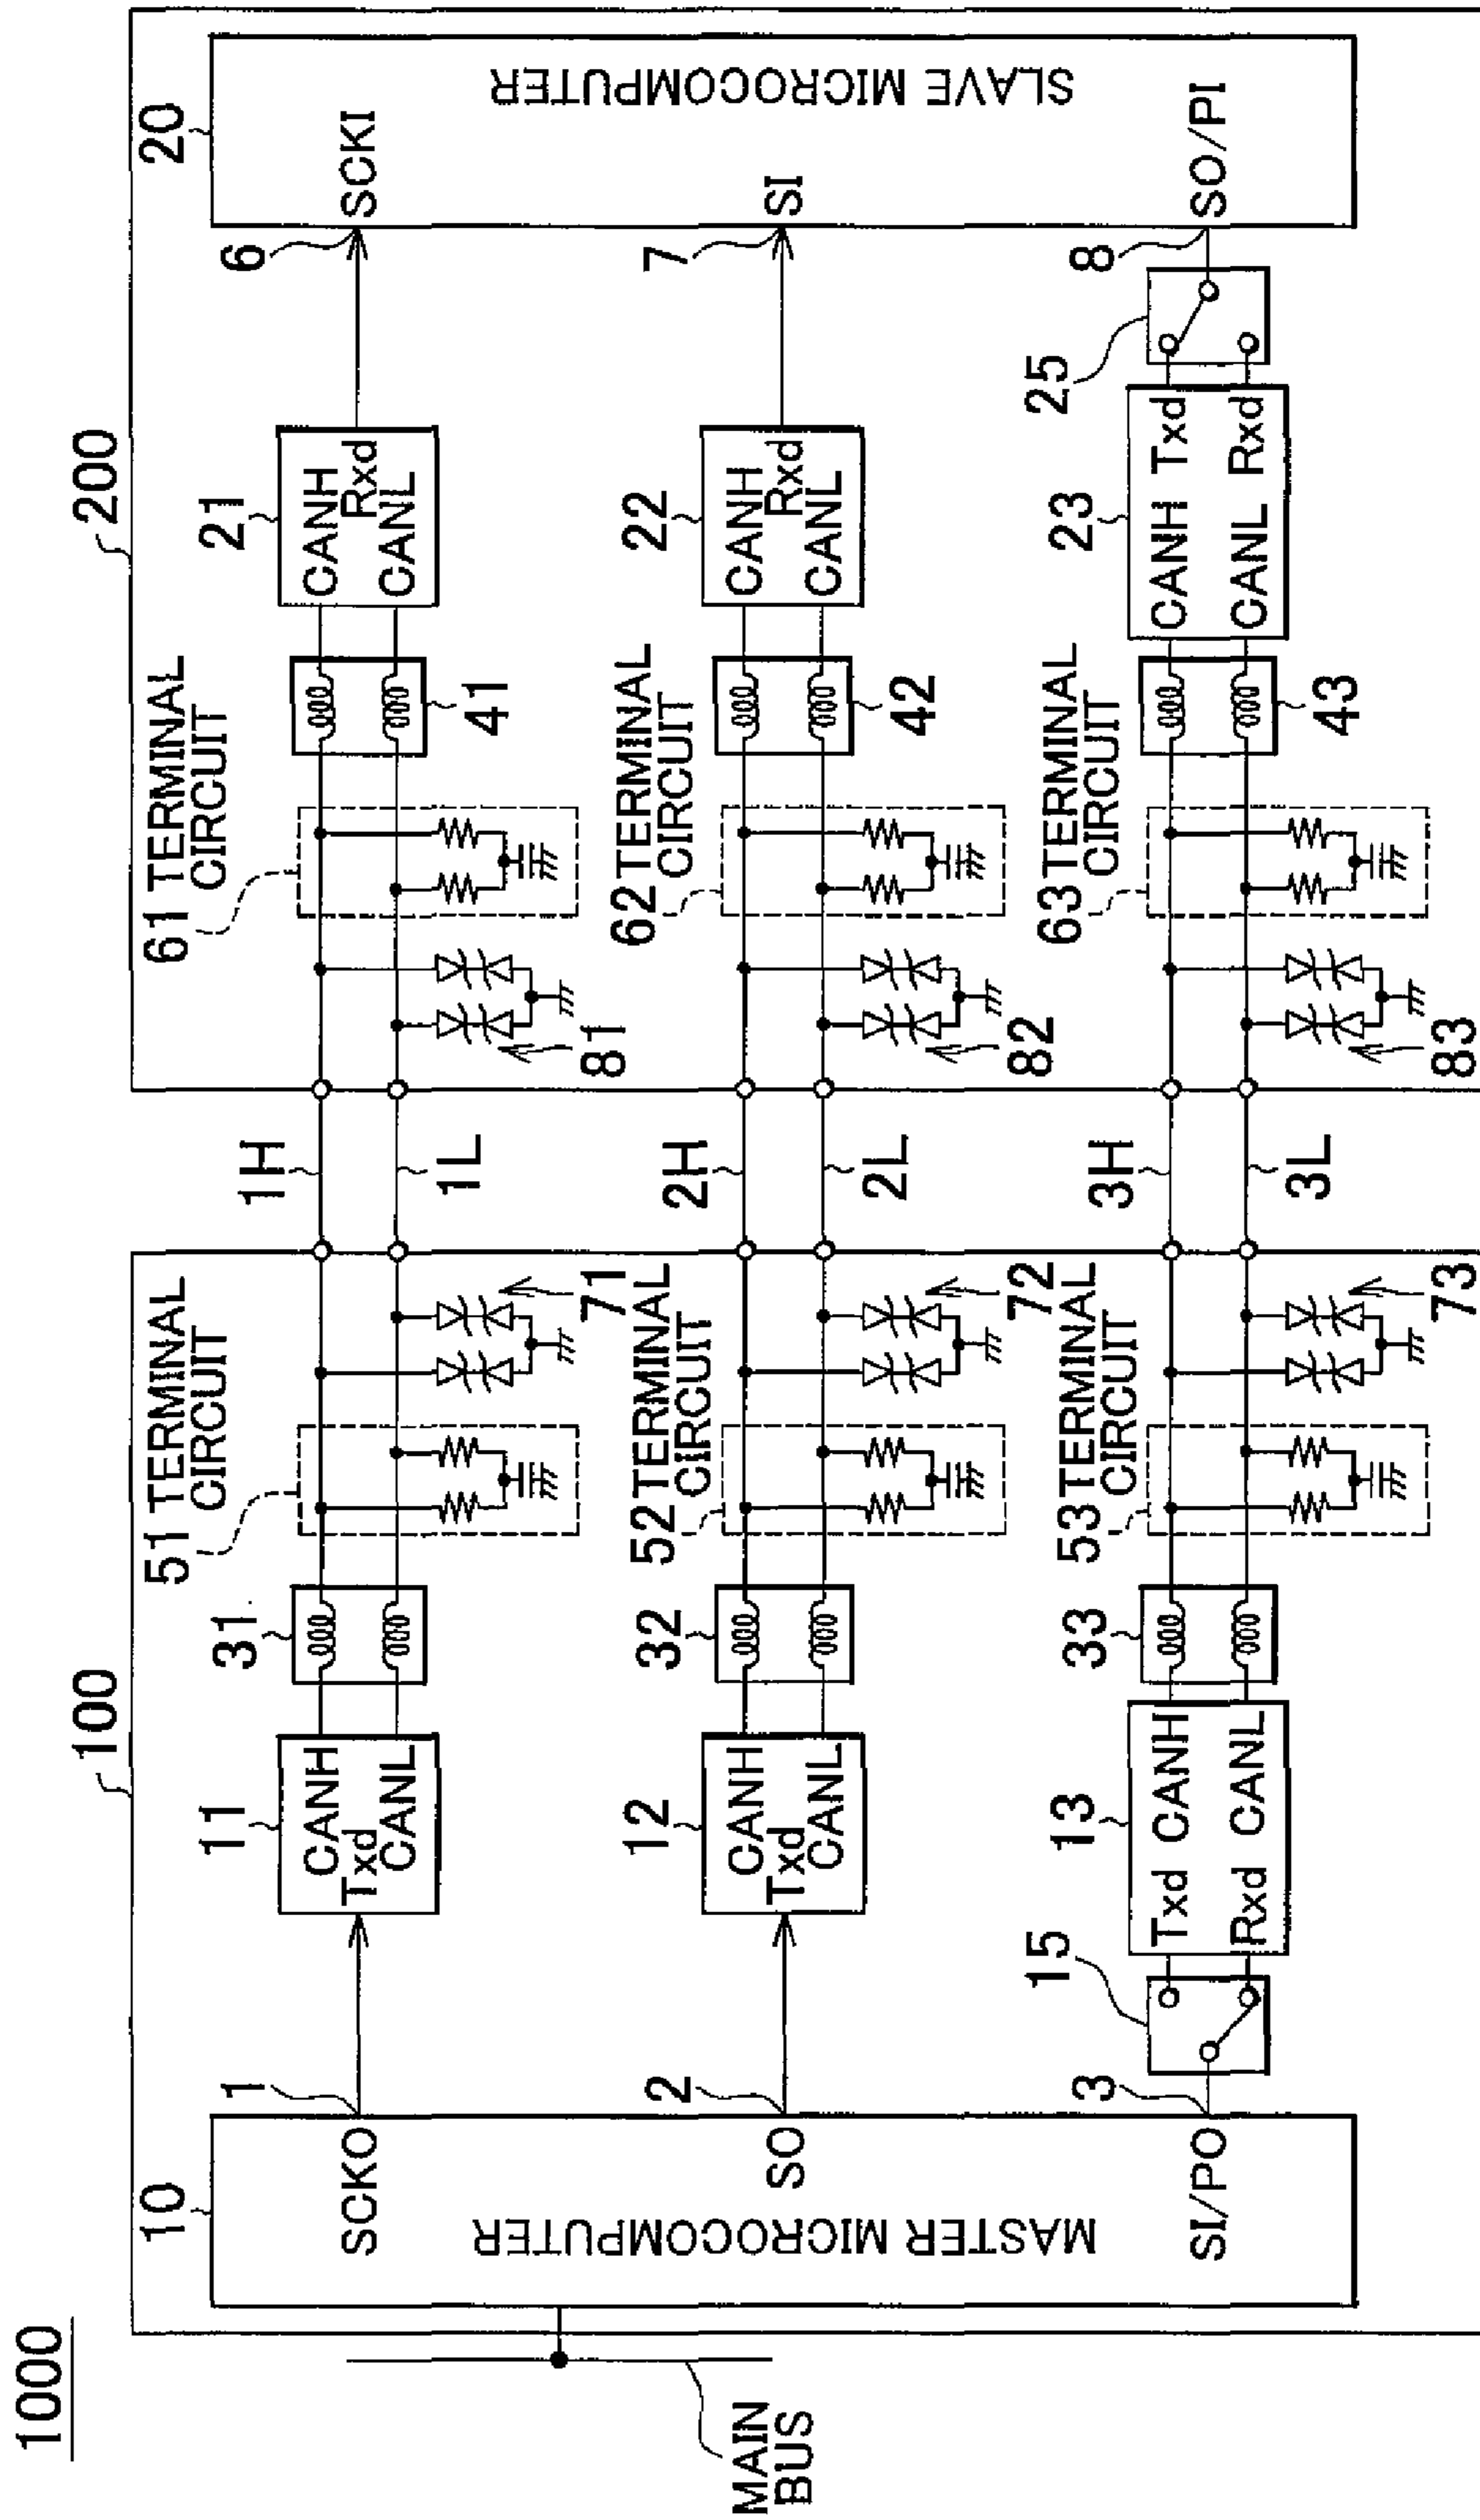 1000
100
200
MAIN
BUS
10
MASTER MICROCOMPUTER
SCKO
1
11
CANH
Txd
CANL
31
51 TERMINAL
CIRCUIT
71
1H
1L
81
61 TERMINAL
CIRCUIT
41
21
CANH
Rxd
CANL
6
SCKI
20
SLAVE MICROCOMPUTER
SO
2
12
CANH
Txd
CANL
32
52 TERMINAL
CIRCUIT
72
2H
2L
82
62 TERMINAL
CIRCUIT
42
22
CANH
Rxd
CANL
7
SI
SI/PO
3
15
13
Txd CANH
Rxd CANL
33
53 TERMINAL
CIRCUIT
73
3H
3L
83
63 TERMINAL
CIRCUIT
43
23
CANH Txd
CANL Rxd
25
8
SO/PI